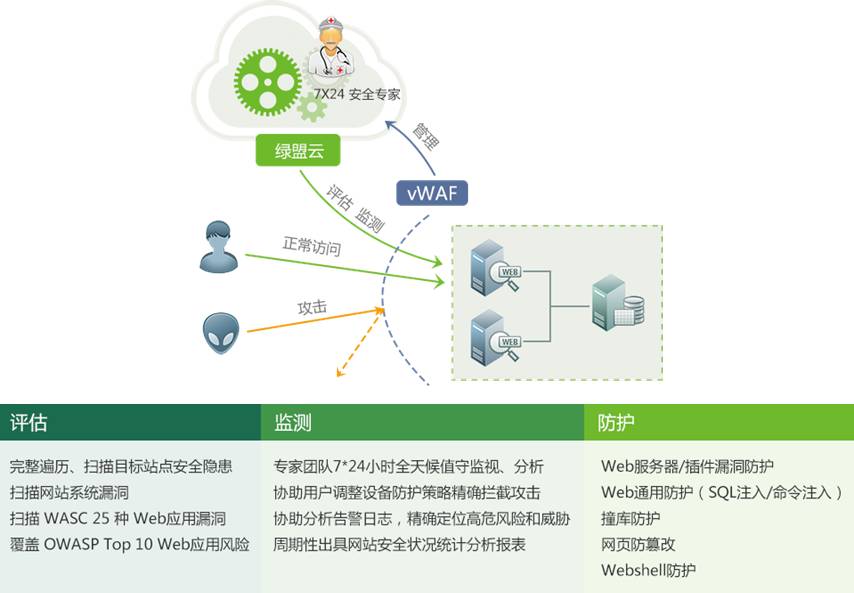 7X24 安全专家
绿盟云
管理
vWAF
评估 监测
正常访问
攻击
WEB
WEB
评估
完整遍历、扫描目标站点安全隐患
扫描网站系统漏洞
扫描 WASC 25 种 Web应用漏洞
覆盖 OWASP Top 10 Web应用风险
监测
专家团队7*24小时全天候值守监视、分析
协助用户调整设备防护策略精确拦截攻击
协助分析告警日志，精确定位高危风险和威胁
周期性出具网站安全状况统计分析报表
防护
Web服务器/插件漏洞防护
Web通用防护（SQL注入/命令注入）
撞库防护
网页防篡改
Webshell防护